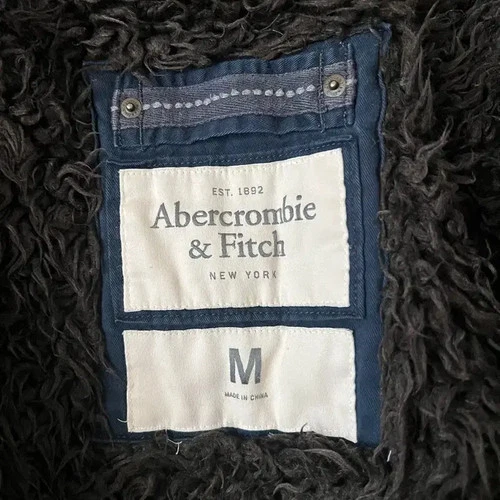 EST. 1892
Abercrombie
& Fitch
NEW YORK
M
MADE IN CHINA